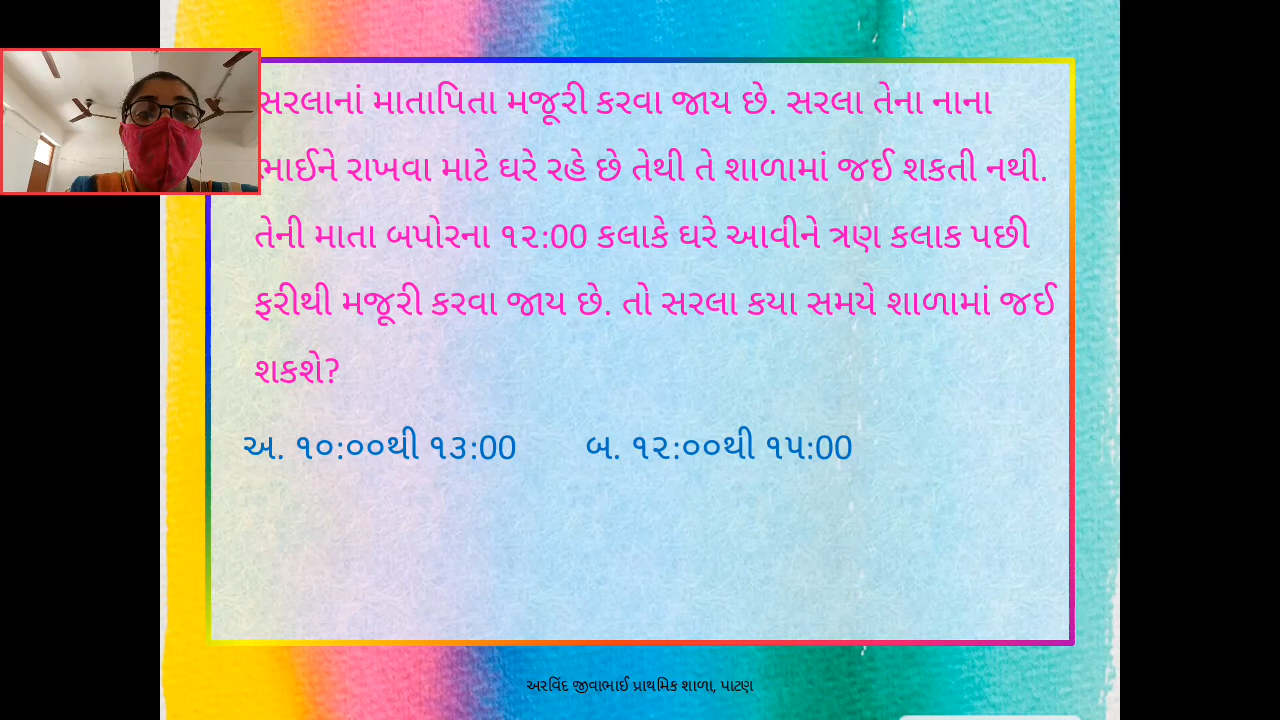 સરલાનાં માતાપિતા મજૂરી કરવા જાય છે. સરલા તેના નાના
ભાઈને રાખવા માટે ઘરે રહે છે તેથી તે શાળામાં જઈ શકતી નથી.
તેની માતા બપોરના ૧૨:00 કલાકે ઘરે આવીને ત્રણ કલાક પછી
ફરીથી મજૂરી કરવા જાય છે. તો સરલા કયા સમયે શાળામાં જઈ
શકશે?
અ. ૧૦:૦૦થી ૧૩:00 બ. ૧૨:૦૦થી ૧૫:00
અરવિંદ જીવાભાઈ પ્રાથમિક શાળા, પાટણ